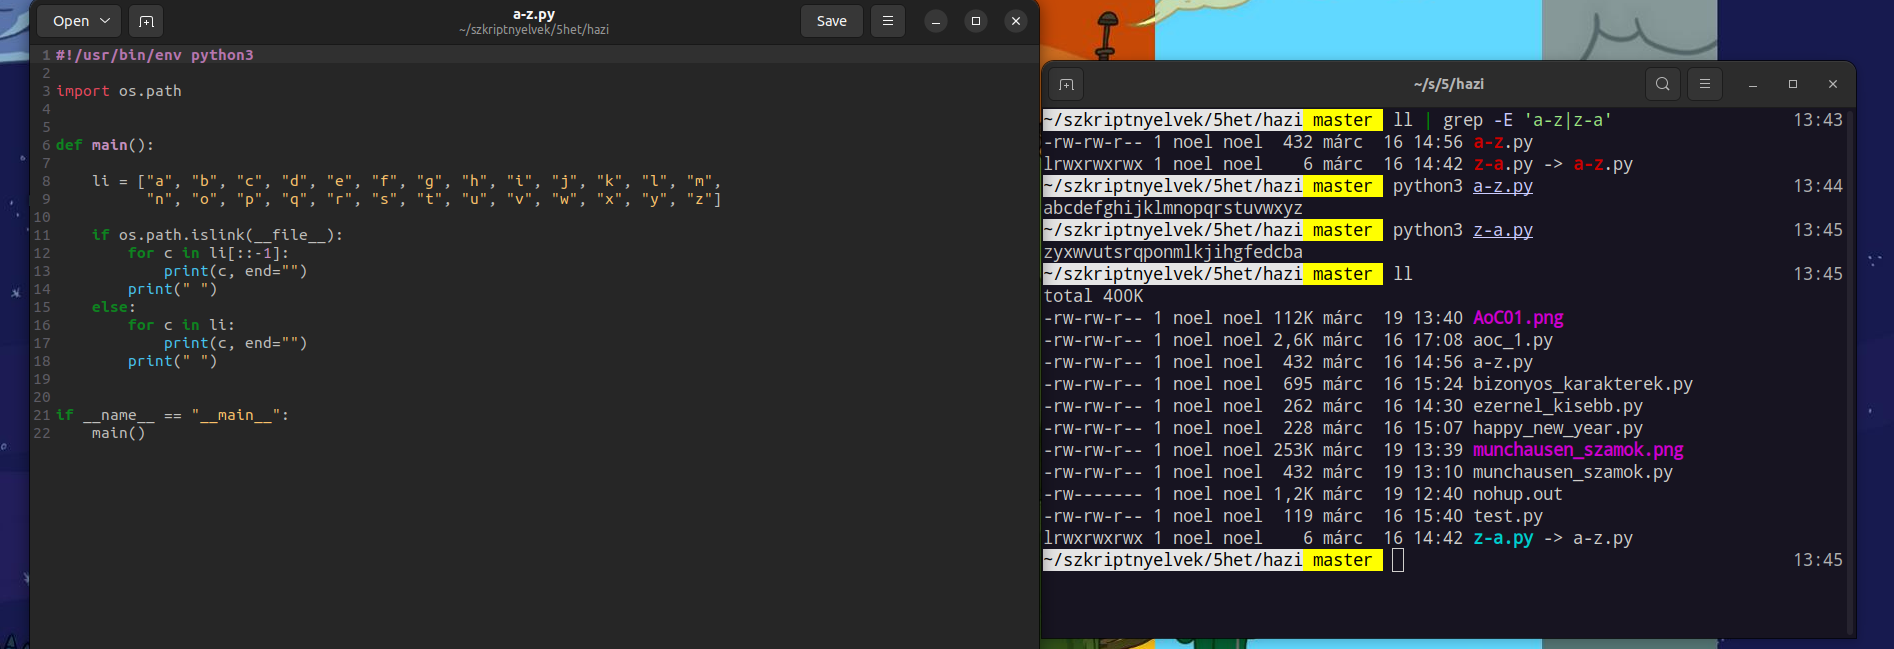 Open
a-z.py
~/szkriptnyelvek/5het/hazi
Save
1 #!/usr/bin/env python3
2
3 import os.path
4
5
6 def main():
7
8     li = ["a", "b", "c", "d", "e", "f", "g", "h", "i", "j", "k", "l", "m",
9           "n", "o", "p", "q", "r", "s", "t", "u", "v", "w", "x", "y", "z"]
10
11     if os.path.islink(__file__):
12         for c in li[::-1]:
13             print(c, end="")
14         print(" ")
15     else:
16         for c in li:
17             print(c, end="")
18         print(" ")
19
20
21 if __name__ == "__main__":
22     main()
~/s/5/hazi
~/szkriptnyelvek/5het/hazi master ll | grep -E 'a-z|z-a' 13:43
-rw-rw-r-- 1 noel noel  432 márc  16 14:56 a-z.py
lrwxrwxrwx 1 noel noel    6 márc  16 14:42 z-a.py -> a-z.py
~/szkriptnyelvek/5het/hazi master python3 a-z.py 13:44
abcdefghijklmnopqrstuvwxyz
~/szkriptnyelvek/5het/hazi master python3 z-a.py 13:45
zyxwvutsrqponmlkjihgfedcba
~/szkriptnyelvek/5het/hazi master ll 13:45
total 400K
-rw-rw-r-- 1 noel noel 112K márc  19 13:40 AoC01.png
-rw-rw-r-- 1 noel noel 2,6K márc  16 17:08 aoc_1.py
-rw-rw-r-- 1 noel noel  432 márc  16 14:56 a-z.py
-rw-rw-r-- 1 noel noel  695 márc  16 15:24 bizonyos_karakterek.py
-rw-rw-r-- 1 noel noel  262 márc  16 14:30 ezernel_kisebb.py
-rw-rw-r-- 1 noel noel  228 márc  16 15:07 happy_new_year.py
-rw-rw-r-- 1 noel noel 253K márc  19 13:39 munchausen_szamok.png
-rw-rw-r-- 1 noel noel  432 márc  19 13:10 munchausen_szamok.py
-rw------- 1 noel noel 1,2K márc  19 12:40 nohup.out
-rw-rw-r-- 1 noel noel  119 márc  16 15:40 test.py
lrwxrwxrwx 1 noel noel    6 márc  16 14:42 z-a.py -> a-z.py
~/szkriptnyelvek/5het/hazi master 13:45